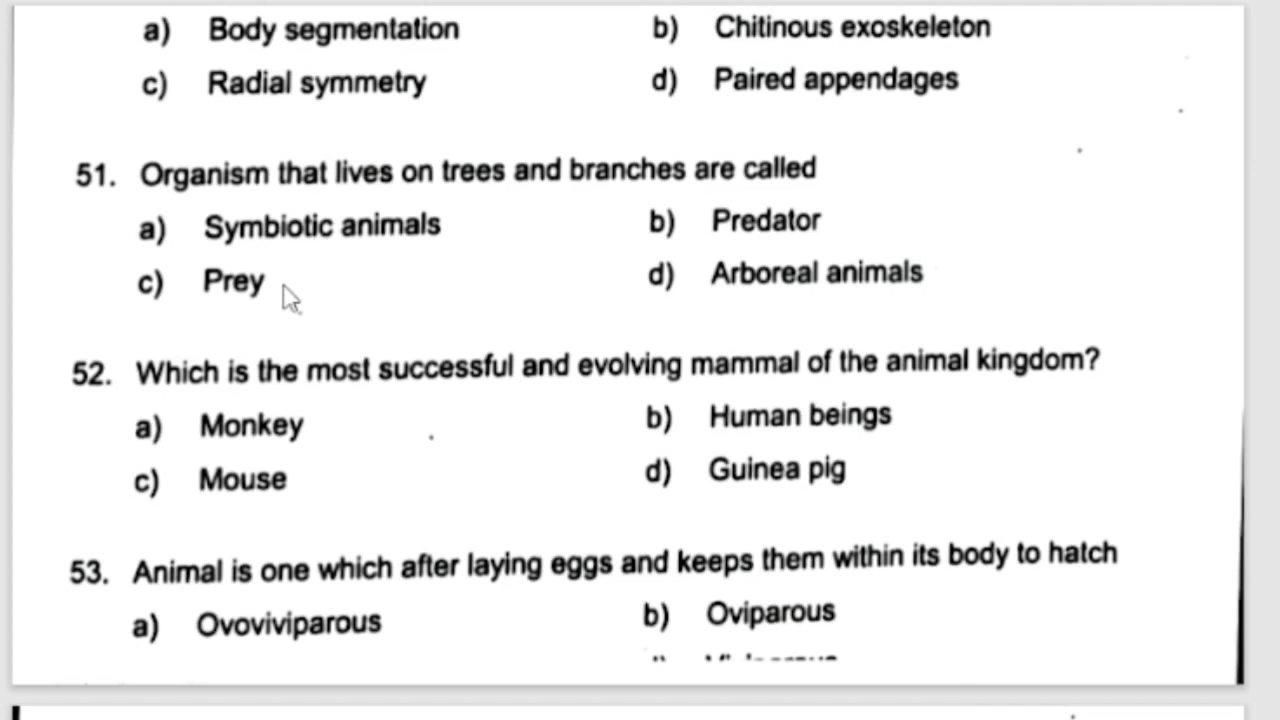 a) Body segmentation b) Chitinous exoskeleton
c) Radial symmetry d) Paired appendages
51. Organism that lives on trees and branches are called
a) Symbiotic animals b) Predator
c) Prey d) Arboreal animals
52. Which is the most successful and evolving mammal of the animal kingdom?
a) Monkey b) Human beings
c) Mouse d) Guinea pig
53. Animal is one which after laying eggs and keeps them within its body to hatch
a) Ovoviviparous b) Oviparous